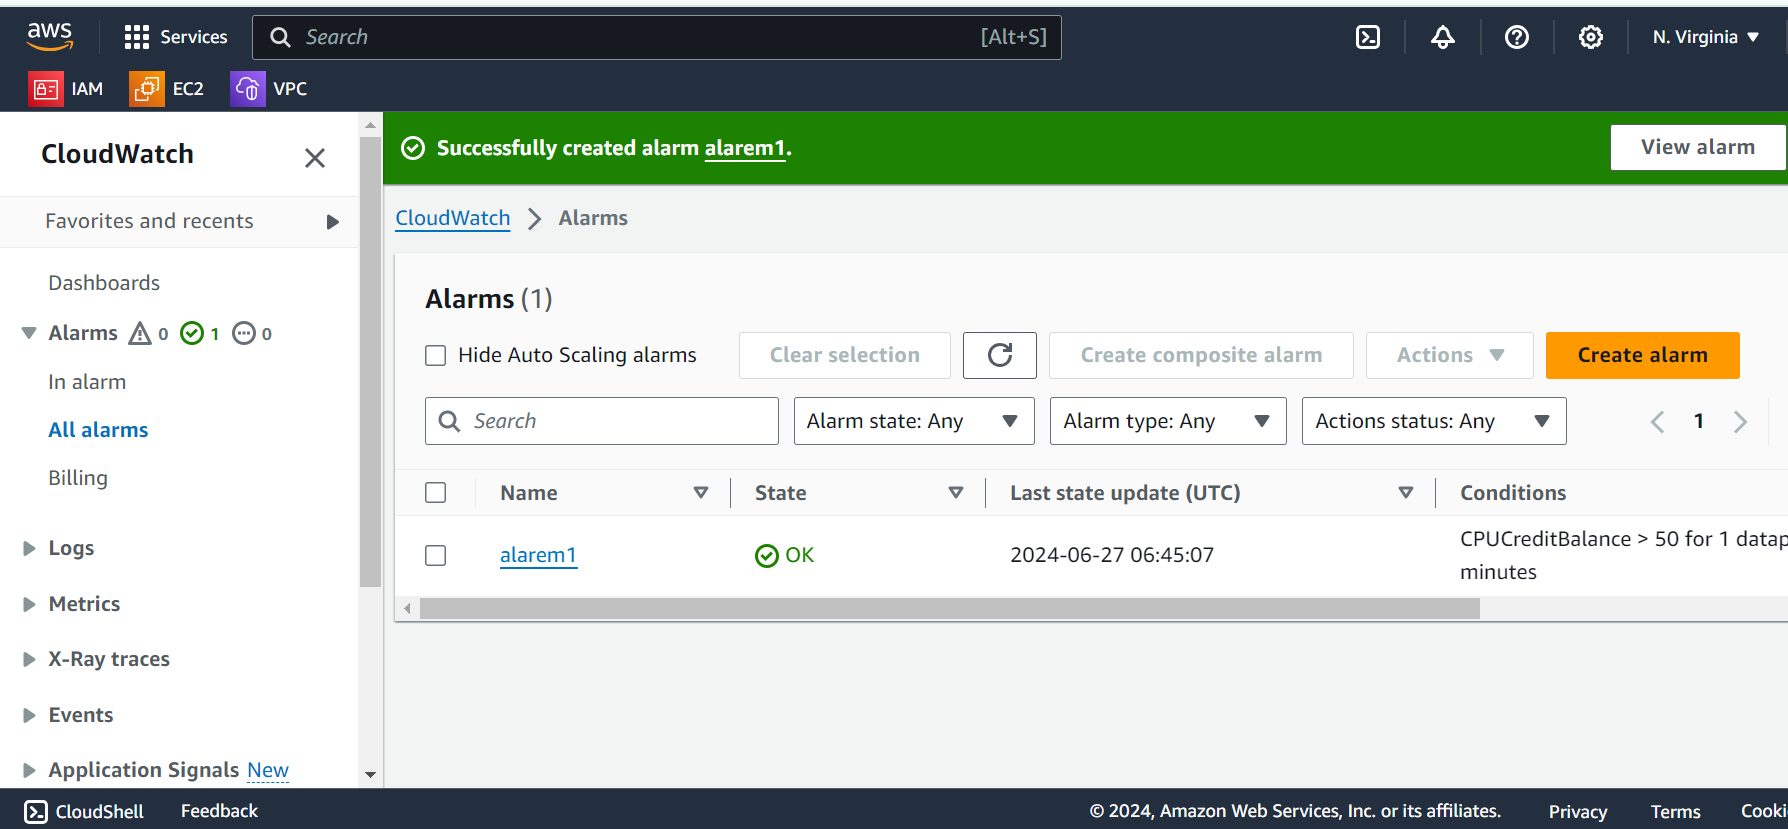 aws
Services
Search
[Alt+S]
N. Virginia
IAM
EC2
VPC
CloudWatch
Favorites and recents
Dashboards
Alarms 0 1 0
In alarm
All alarms
Billing
Logs
Metrics
X-Ray traces
Events
Application Signals New
Successfully created alarm alarem1.
View alarm
CloudWatch
Alarms
Alarms (1)
Hide Auto Scaling alarms
Clear selection
Create composite alarm
Actions
Create alarm
Search
Alarm state: Any
Alarm type: Any
Actions status: Any
1
Name
State
Last state update (UTC)
Conditions
alarem1
OK
2024-06-27 06:45:07
CPUCreditBalance > 50 for 1 datap
minutes
CloudShell
Feedback
© 2024, Amazon Web Services, Inc. or its affiliates.
Privacy
Terms
Cooki